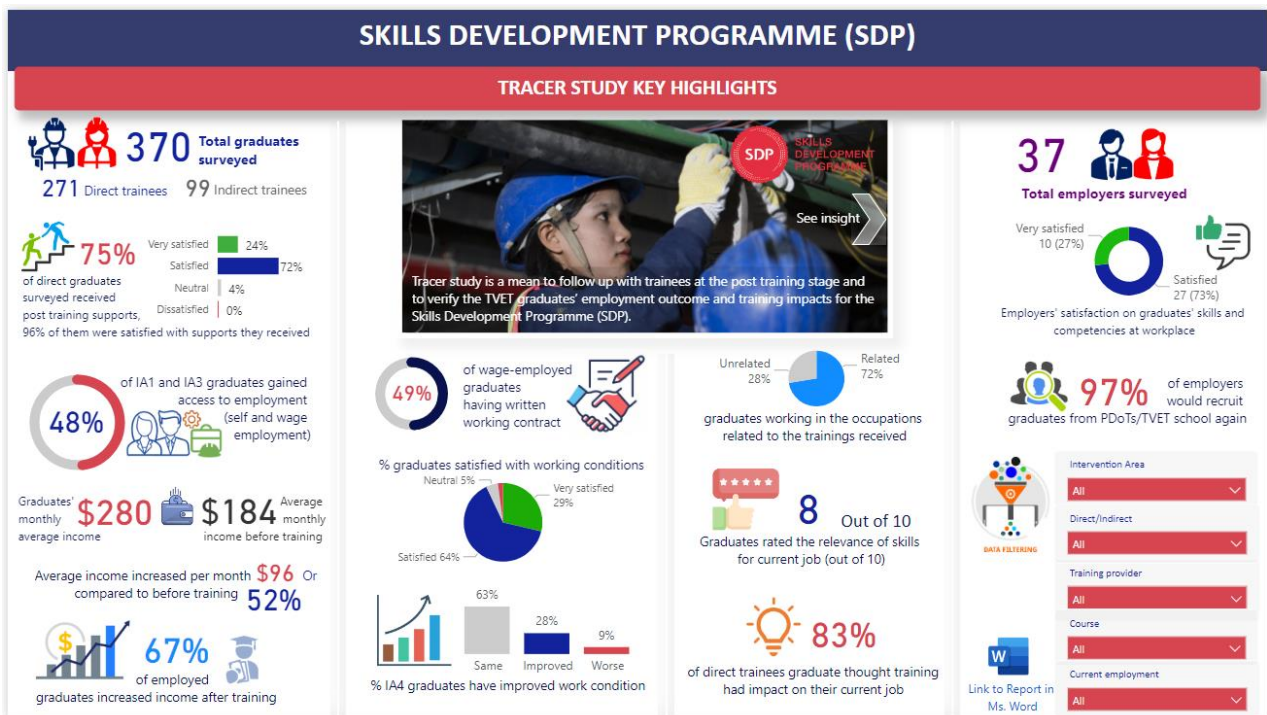 SKILLS DEVELOPMENT PROGRAMME (SDP)
TRACER STUDY KEY HIGHLIGHTS
370 Total graduates
surveyed
271 Direct trainees 99 Indirect trainees
75%
of direct graduates
surveyed received
post training supports,
96% of them were satisfied with supports they received
Very satisfied 24%
Satisfied 72%
Neutral 4%
Dissatisfied 0%
48%
of IA1 and IA3 graduates gained
access to employment
(self and wage
employment)
Graduates'
monthly
average income
$280
$184
Average
monthly
income before training
Average income increased per month $96 Or
compared to before training 52%
$
67%
of employed
graduates increased income after training
SDP
SKILLS
DEVELOPMENT
PROGRAMME
See insight
Tracer study is a mean to follow up with trainees at the post training stage and
to verify the TVET graduates' employment outcome and training impacts for the
Skills Development Programme (SDP).
49%
of wage-employed
graduates
having written
working contract
% graduates satisfied with working conditions
Neutral 5%
Very satisfied
29%
Satisfied 64%
63%
28%
9%
Same Improved Worse
% IA4 graduates have improved work condition
Unrelated
28%
Related
72%
graduates working in the occupations
related to the trainings received
8 Out of 10
Graduates rated the relevance of skills
for current job (out of 10)
83%
of direct trainees graduate thought training
had impact on their current job
37
Total employers surveyed
Very satisfied
10 (27%)
Satisfied
27 (73%)
Employers' satisfaction on graduates' skills and
competencies at workplace
97%
of employers
would recruit
graduates from PDoTs/TVET school again
DATA FILTERING
Intervention Area
All
Direct/Indirect
All
Training provider
All
Course
All
Current employment
All
W
Link to Report in
Ms. Word